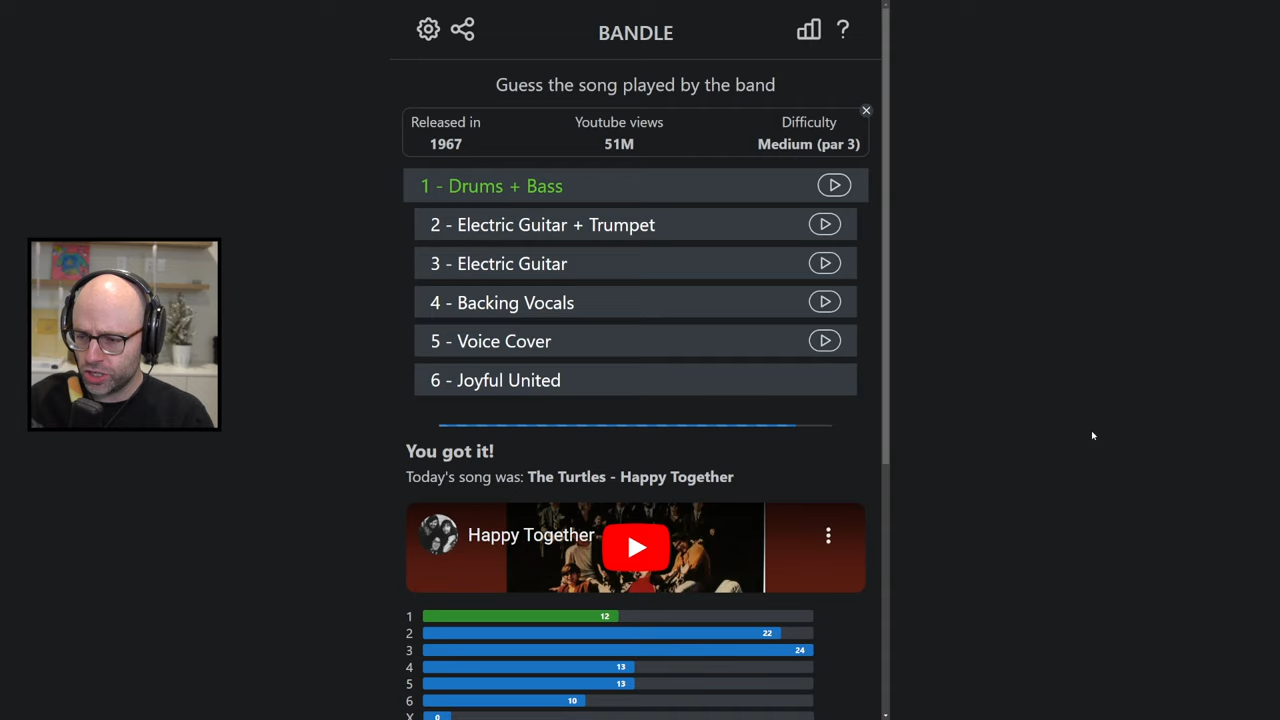 BANDLE
?
Guess the song played by the band
Released in
1967
Youtube views
51M
Difficulty
Medium (par 3)
1 - Drums + Bass
2 - Electric Guitar + Trumpet
3 - Electric Guitar
4 - Backing Vocals
5 - Voice Cover
6 - Joyful United
You got it!
Today's song was: The Turtles - Happy Together
Happy Together
1 12
2 22
3 24
4 13
5 13
6 10
X 0